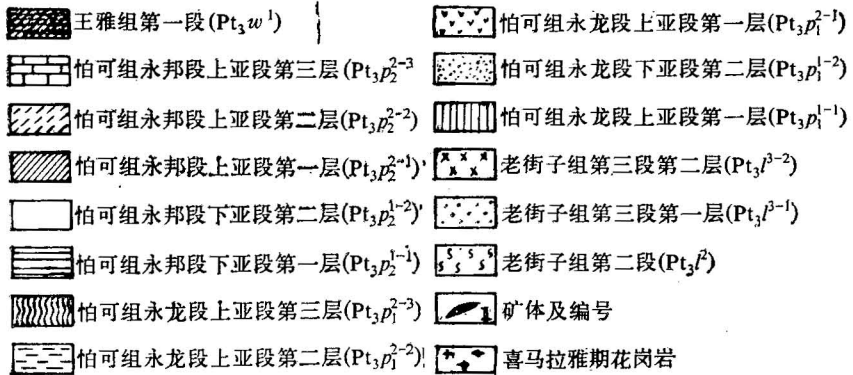 王雅组第一段(Pt₃w¹)
怕可组永邦段上亚段第三层(Pt₃p₂²⁻³
怕可组永邦段上亚段第二层(Pt₃p₂²⁻²)
怕可组永邦段上亚段第一层(Pt₃p₂²⁻¹)
怕可组永邦段下亚段第二层(Pt₃p₂¹⁻²)
怕可组永邦段下亚段第一层(Pt₃p₂¹⁻¹)
怕可组永龙段上亚段第三层(Pt₃p₁²⁻³)
怕可组永龙段上亚段第二层(Pt₃p₁²⁻²)
怕可组永龙段上亚段第一层(Pt₃p₁²⁻¹)
怕可组永龙段下亚段第二层(Pt₃p₁¹⁻²)
怕可组永龙段上亚段第一层(Pt₃p₁¹⁻¹)
老街子组第三段第二层(Pt₃l³⁻²)
老街子组第三段第一层(Pt₃l³⁻¹)
老街子组第二段(Pt₃l²)
1 矿体及编号
喜马拉雅期花岗岩